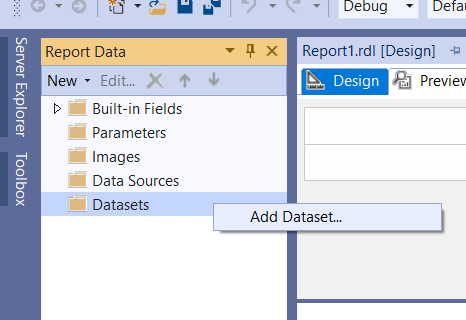 Debug
Defa
Server Explorer
Toolbox
Report Data
New
Edit...
Built-in Fields
Parameters
Images
Data Sources
Datasets
Add Dataset...
Report1.rdl [Design]
Design
Preview